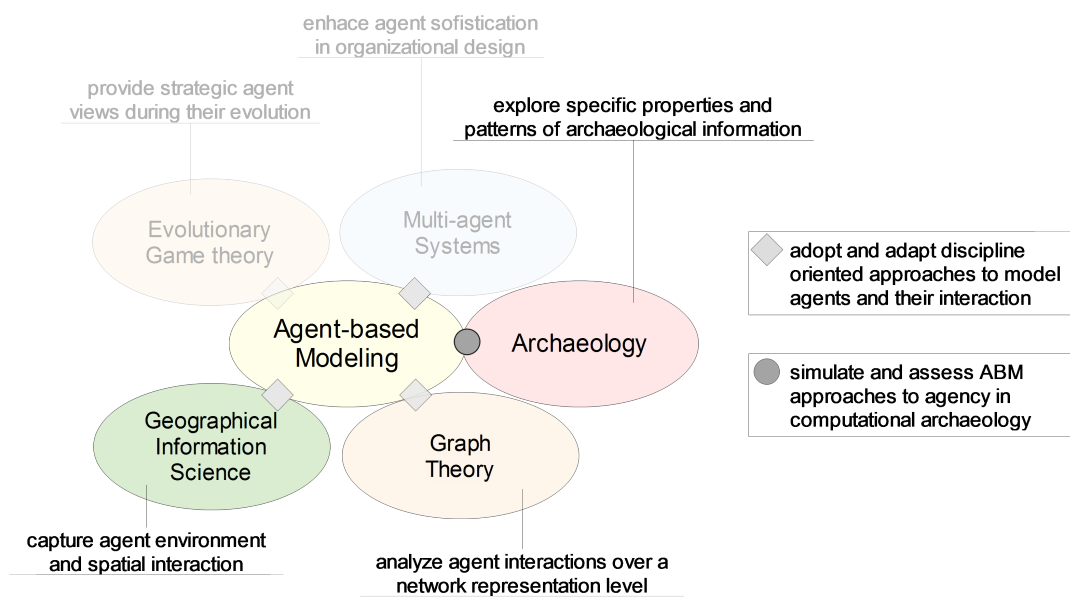 enhace agent sofistication
in organizational design
provide strategic agent
views during their evolution
explore specific properties and
patterns of archaeological information
Evolutionary
Game theory
Multi-agent
Systems
adopt and adapt discipline
oriented approaches to model
agents and their interaction
Agent-based
Modeling
Archaeology
simulate and assess ABM
approaches to agency in
computational archaeology
Geographical
Information
Science
Graph
Theory
capture agent environment
and spatial interaction
analyze agent interactions over a
network representation level